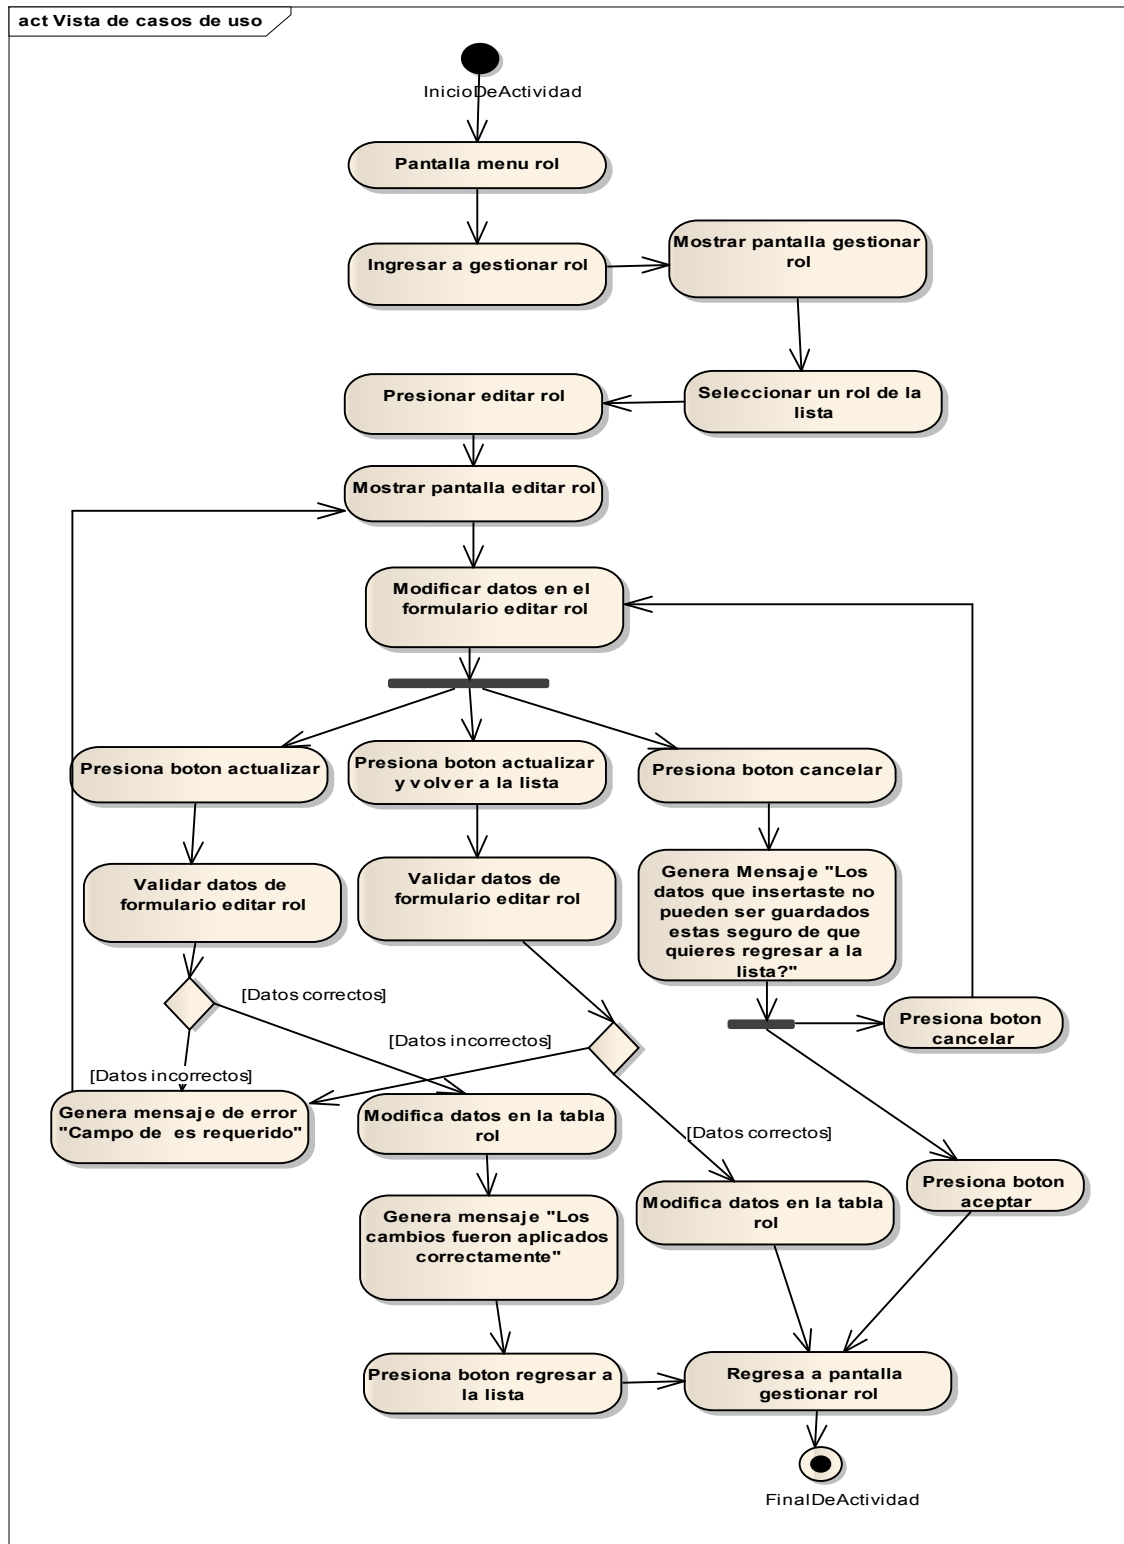 act Vista de casos de uso
InicioDeActividad
Pantalla menu rol
Ingresar a gestionar rol
Mostrar pantalla gestionar
rol
Seleccionar un rol de la
lista
Presionar editar rol
Mostrar pantalla editar rol
Modificar datos en el
formulario editar rol
Presiona boton actualizar
Presiona boton actualizar
y volver a la lista
Presiona boton cancelar
Validar datos de
formulario editar rol
Validar datos de
formulario editar rol
Genera Mensaje "Los
datos que insertaste no
pueden ser guardados
estas seguro de que
quieres regresar a la
lista?"
[Datos correctos]
[Datos incorrectos]
Presiona boton
cancelar
[Datos incorrectos]
Genera mensaje de error
"Campo de  es requerido"
Modifica datos en la tabla
rol
[Datos correctos]
Presiona boton
aceptar
Modifica datos en la tabla
rol
Genera mensaje "Los
cambios fueron aplicados
correctamente"
Presiona boton regresar a
la lista
Regresa a pantalla
gestionar rol
FinalDeActividad